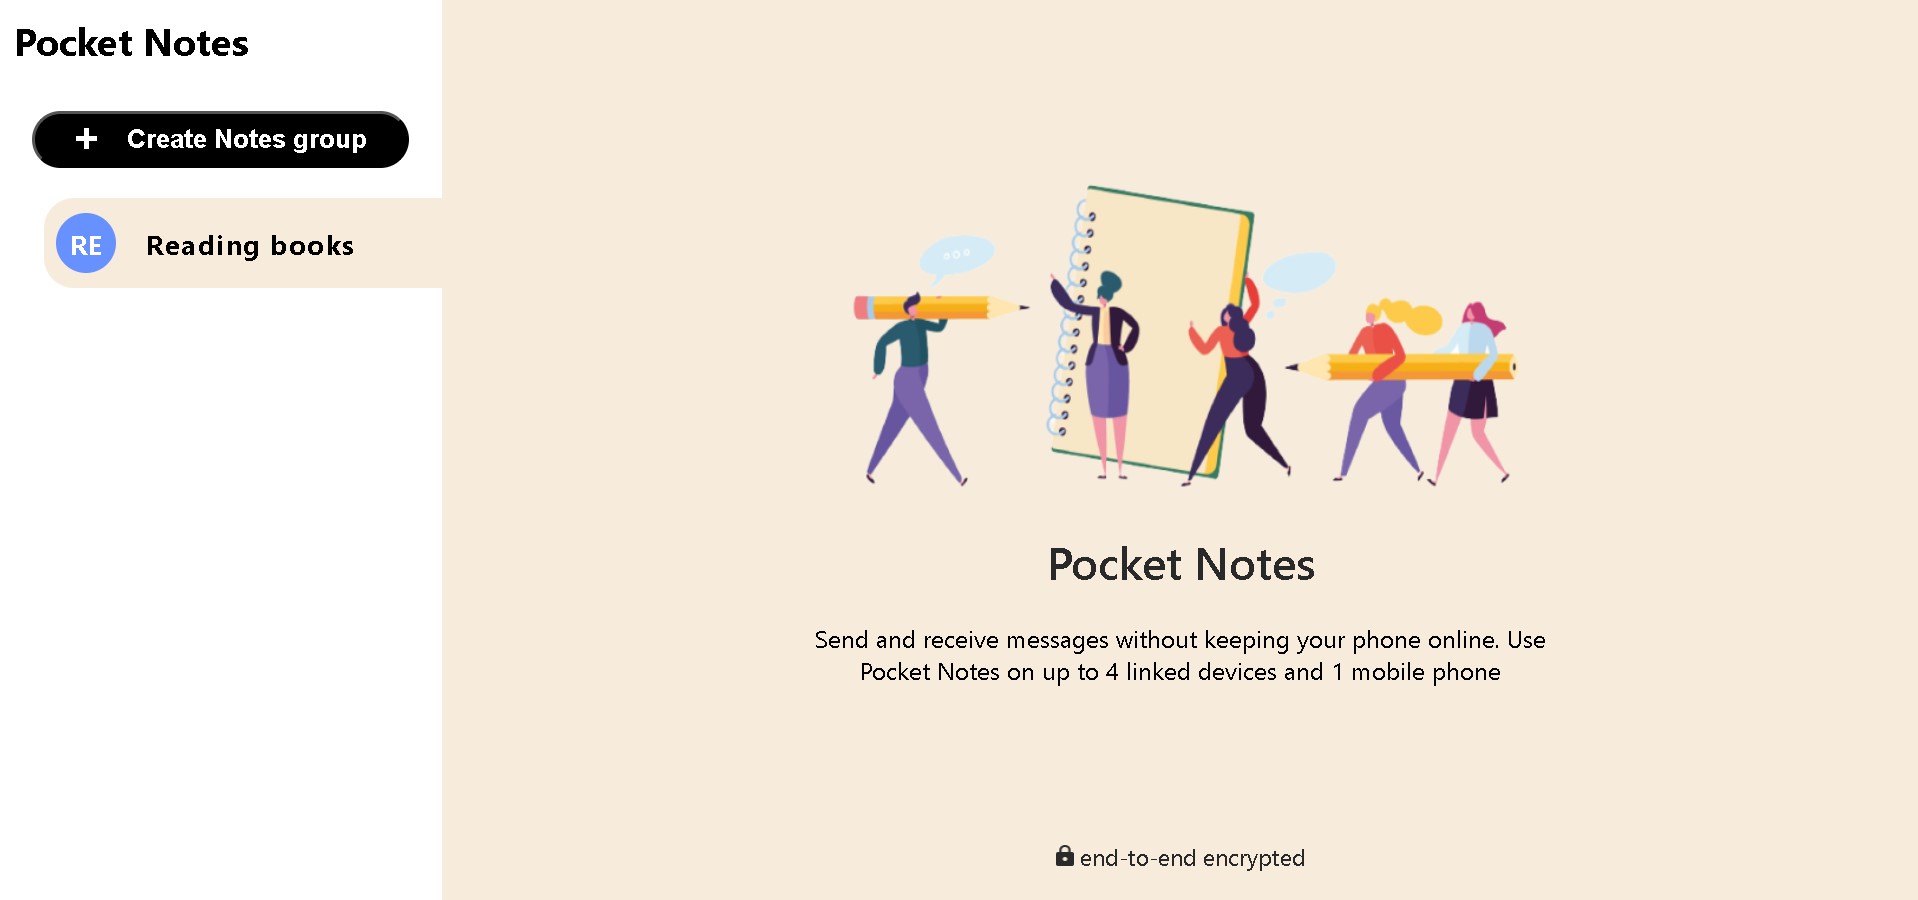 Pocket Notes
+ Create Notes group
RE Reading books
Pocket Notes
Send and receive messages without keeping your phone online. Use
Pocket Notes on up to 4 linked devices and 1 mobile phone
end-to-end encrypted